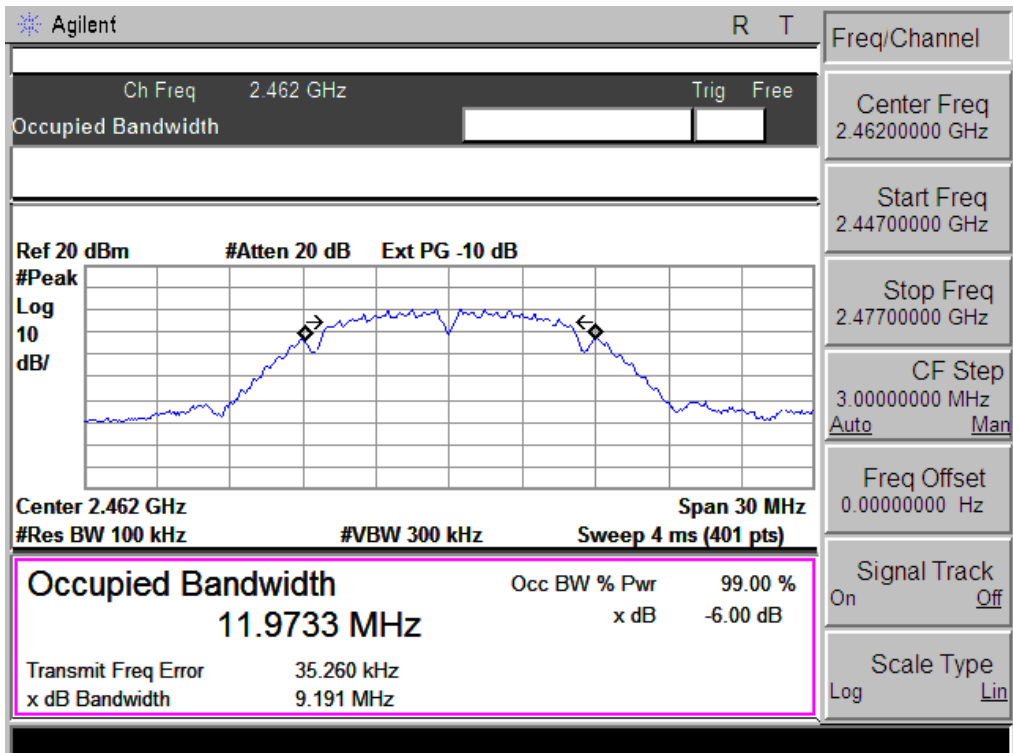 Agilent R T
Ch Freq 2.462 GHz Trig Free
Occupied Bandwidth
Ref 20 dBm #Atten 20 dB Ext PG -10 dB
#Peak
Log
10
dB/
Center 2.462 GHz Span 30 MHz
#Res BW 100 kHz #VBW 300 kHz Sweep 4 ms (401 pts)
Occupied Bandwidth
11.9733 MHz
Occ BW % Pwr 99.00 %
x dB -6.00 dB
Transmit Freq Error 35.260 kHz
x dB Bandwidth 9.191 MHz
Freq/Channel
Center Freq
2.46200000 GHz
Start Freq
2.44700000 GHz
Stop Freq
2.47700000 GHz
CF Step
3.00000000 MHz
Auto Man
Freq Offset
0.00000000 Hz
Signal Track
On Off
Scale Type
Log Lin